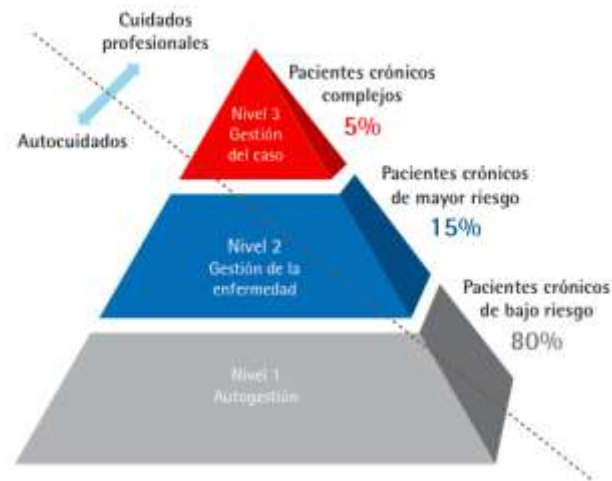 Cuidados
profesionales
Autocuidados
Nivel 3
Gestión
del caso
Pacientes crónicos
complejos
5%
Nivel 2
Gestión de la
enfermedad
Pacientes crónicos
de mayor riesgo
15%
Nivel 1
Autogestión
Pacientes crónicos
de bajo riesgo
80%